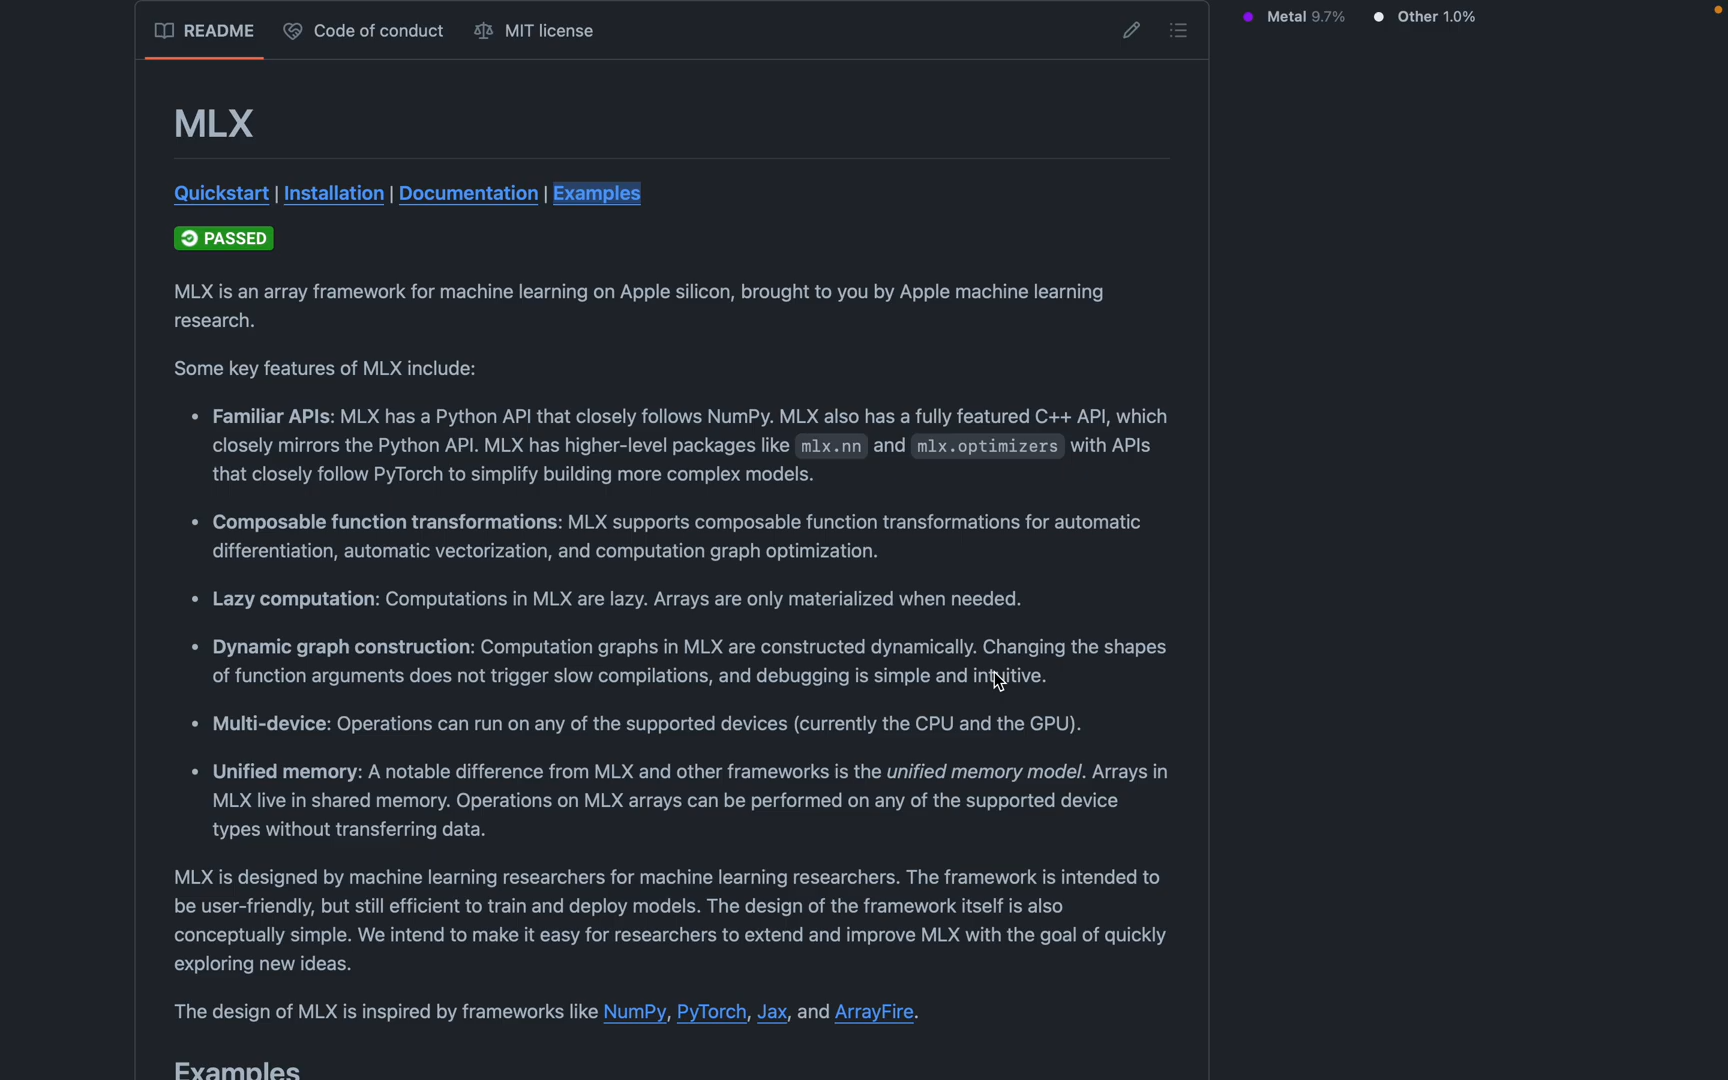 README Code of conduct MIT license
Metal 9.7% Other 1.0%
MLX
Quickstart | Installation | Documentation | Examples
PASSED
MLX is an array framework for machine learning on Apple silicon, brought to you by Apple machine learning
research.
Some key features of MLX include:
• Familiar APIs: MLX has a Python API that closely follows NumPy. MLX also has a fully featured C++ API, which
closely mirrors the Python API. MLX has higher-level packages like mlx.nn and mlx.optimizers with APIs
that closely follow PyTorch to simplify building more complex models.
• Composable function transformations: MLX supports composable function transformations for automatic
differentiation, automatic vectorization, and computation graph optimization.
• Lazy computation: Computations in MLX are lazy. Arrays are only materialized when needed.
• Dynamic graph construction: Computation graphs in MLX are constructed dynamically. Changing the shapes
of function arguments does not trigger slow compilations, and debugging is simple and intuitive.
• Multi-device: Operations can run on any of the supported devices (currently the CPU and the GPU).
• Unified memory: A notable difference from MLX and other frameworks is the unified memory model. Arrays in
MLX live in shared memory. Operations on MLX arrays can be performed on any of the supported device
types without transferring data.
MLX is designed by machine learning researchers for machine learning researchers. The framework is intended to
be user-friendly, but still efficient to train and deploy models. The design of the framework itself is also
conceptually simple. We intend to make it easy for researchers to extend and improve MLX with the goal of quickly
exploring new ideas.
The design of MLX is inspired by frameworks like NumPy, PyTorch, Jax, and ArrayFire.
Examples